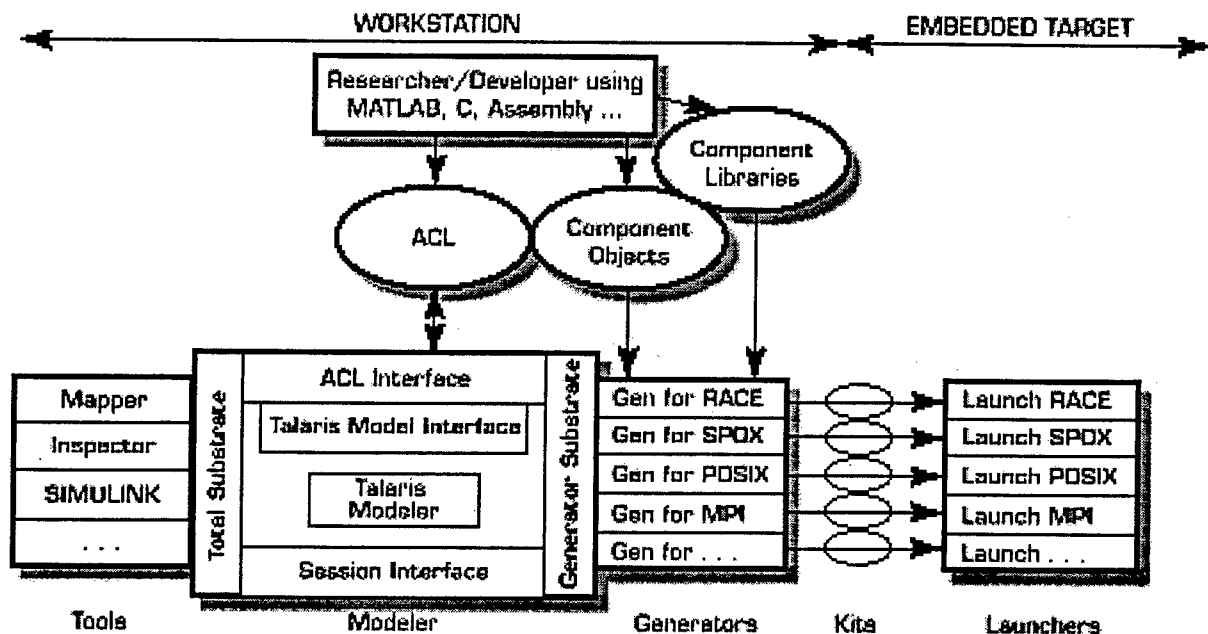 WORKSTATION
EMBEDDED TARGET
Researcher/Developer using
MATLAB, C, Assembly ...
Component
Libraries
ACL
Component
Objects
Mapper
Inspector
SIMULINK
. . .
Total Substrate
ACL Interface
Talaris Model Interface
Talaris
Modeler
Session Interface
Generator Substrate
Gen for RACE
Gen for SPOX
Gen for POSIX
Gen for MPI
Gen for . . .
Launch RACE
Launch SPOX
Launch POSIX
Launch MPI
Launch . . .
Tools
Modeler
Generators
Kits
Launchers